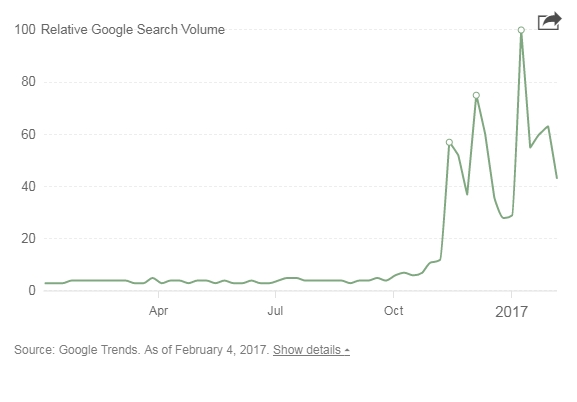 100 Relative Google Search Volume
80
60
40
20
0
Apr Jul Oct 2017
Source: Google Trends. As of February 4, 2017. Show details